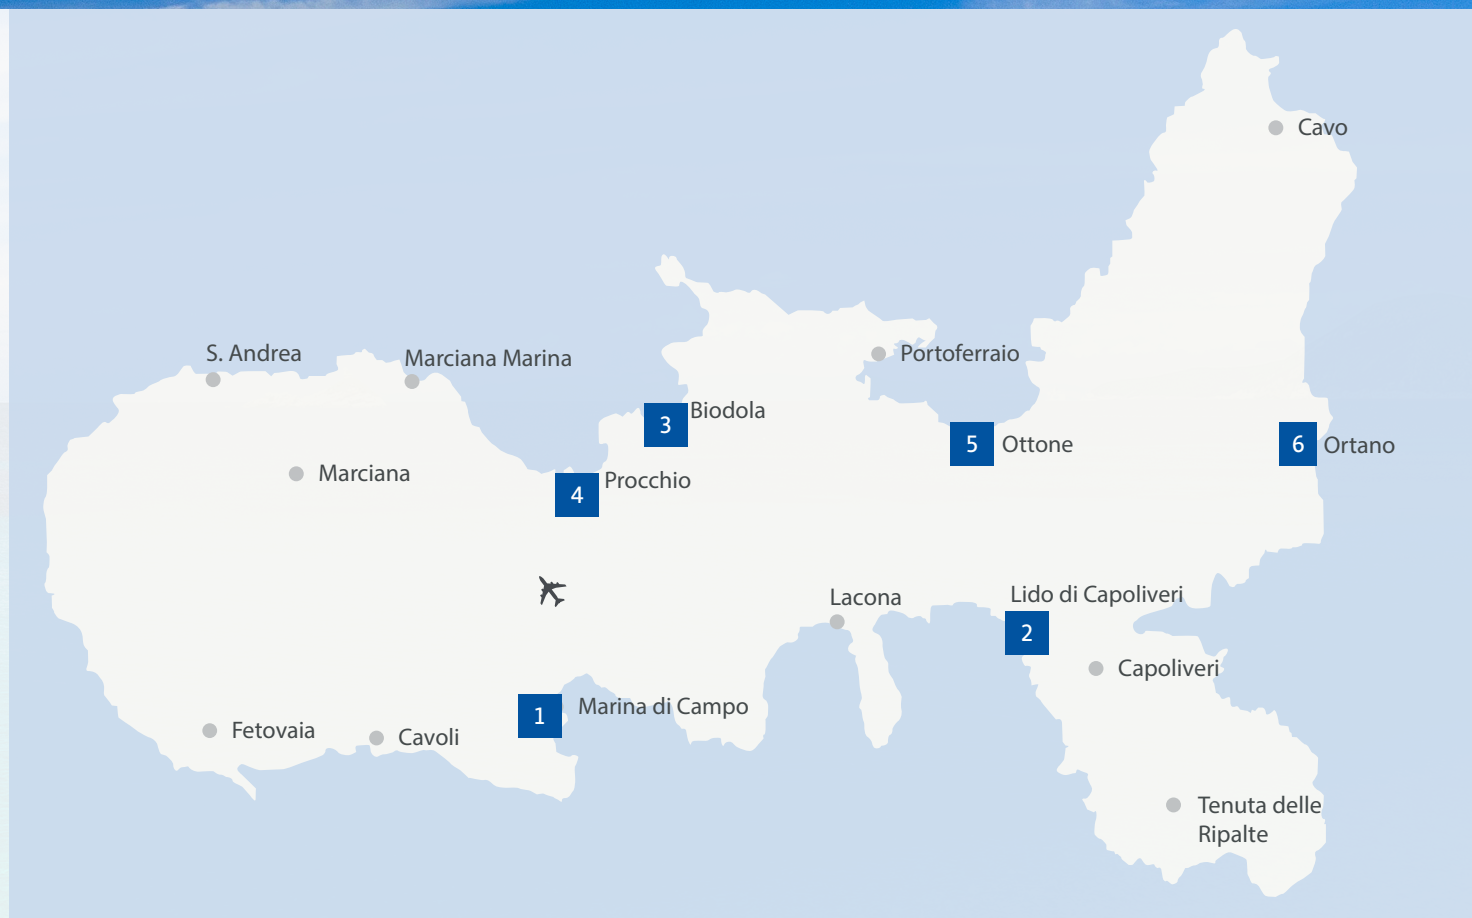 Cavo
S. Andrea
Marciana Marina
Portoferraio
3
Biodola
5
Ottone
6
Ortano
Marciana
4
Procchio
Lacona
Lido di Capoliveri
2
Capoliveri
1
Marina di Campo
Fetovaia
Cavoli
Tenuta delle
Ripalte